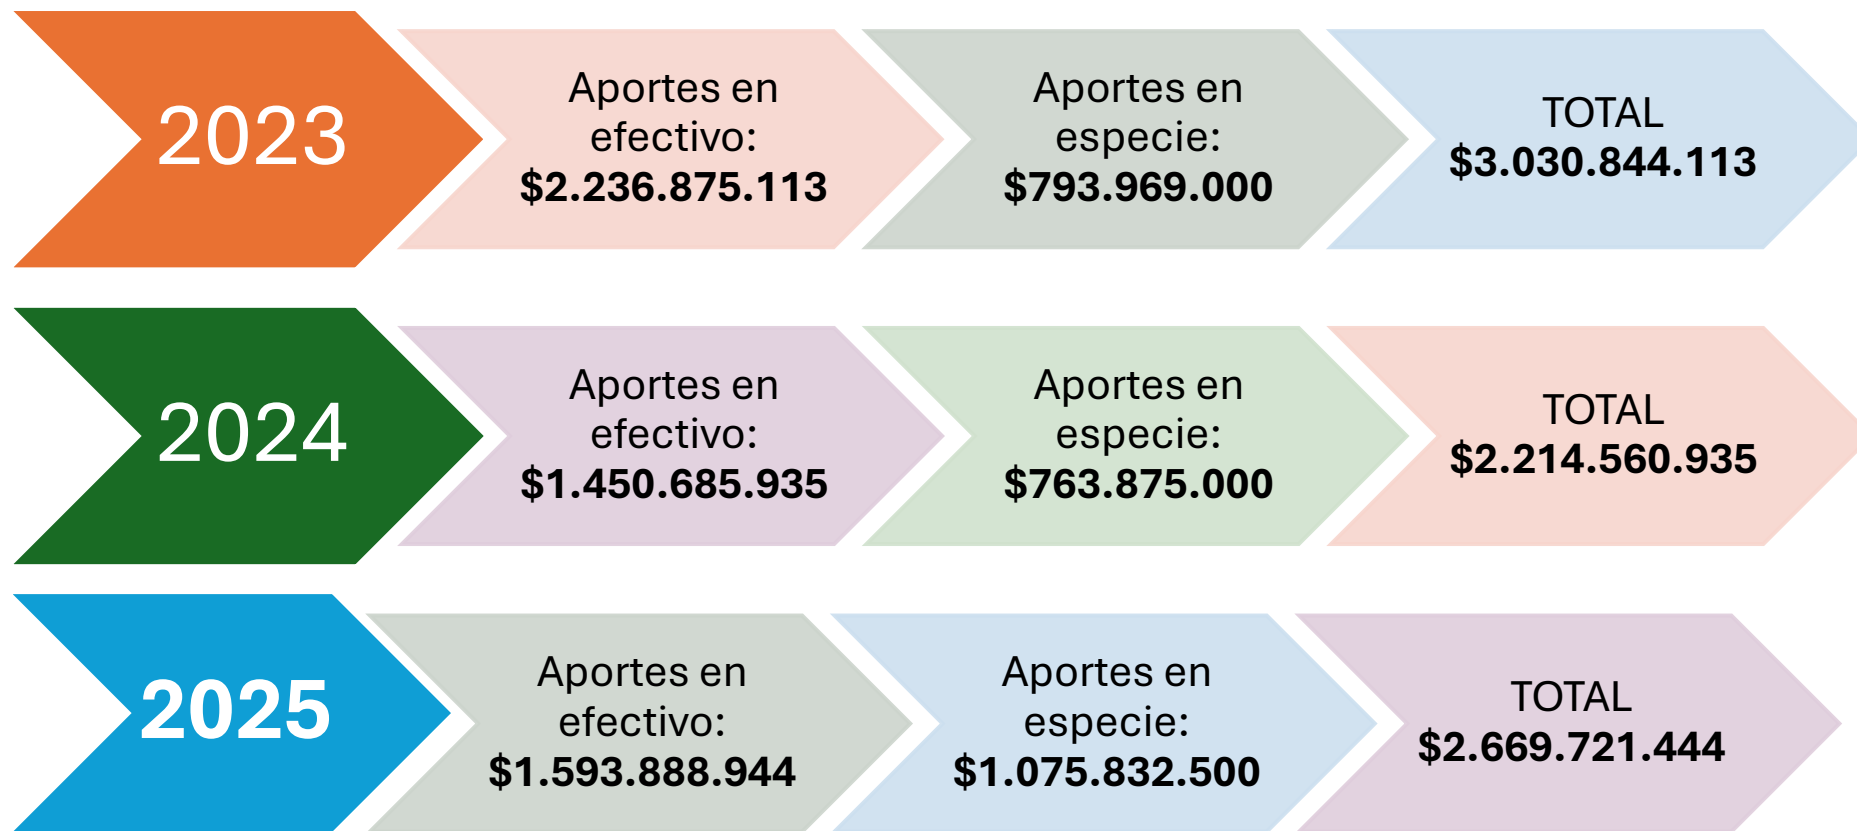 2023
Aportes en
efectivo:
$2.236.875.113
Aportes en
especie:
$793.969.000
TOTAL
$3.030.844.113
2024
Aportes en
efectivo:
$1.450.685.935
Aportes en
especie:
$763.875.000
TOTAL
$2.214.560.935
2025
Aportes en
efectivo:
$1.593.888.944
Aportes en
especie:
$1.075.832.500
TOTAL
$2.669.721.444